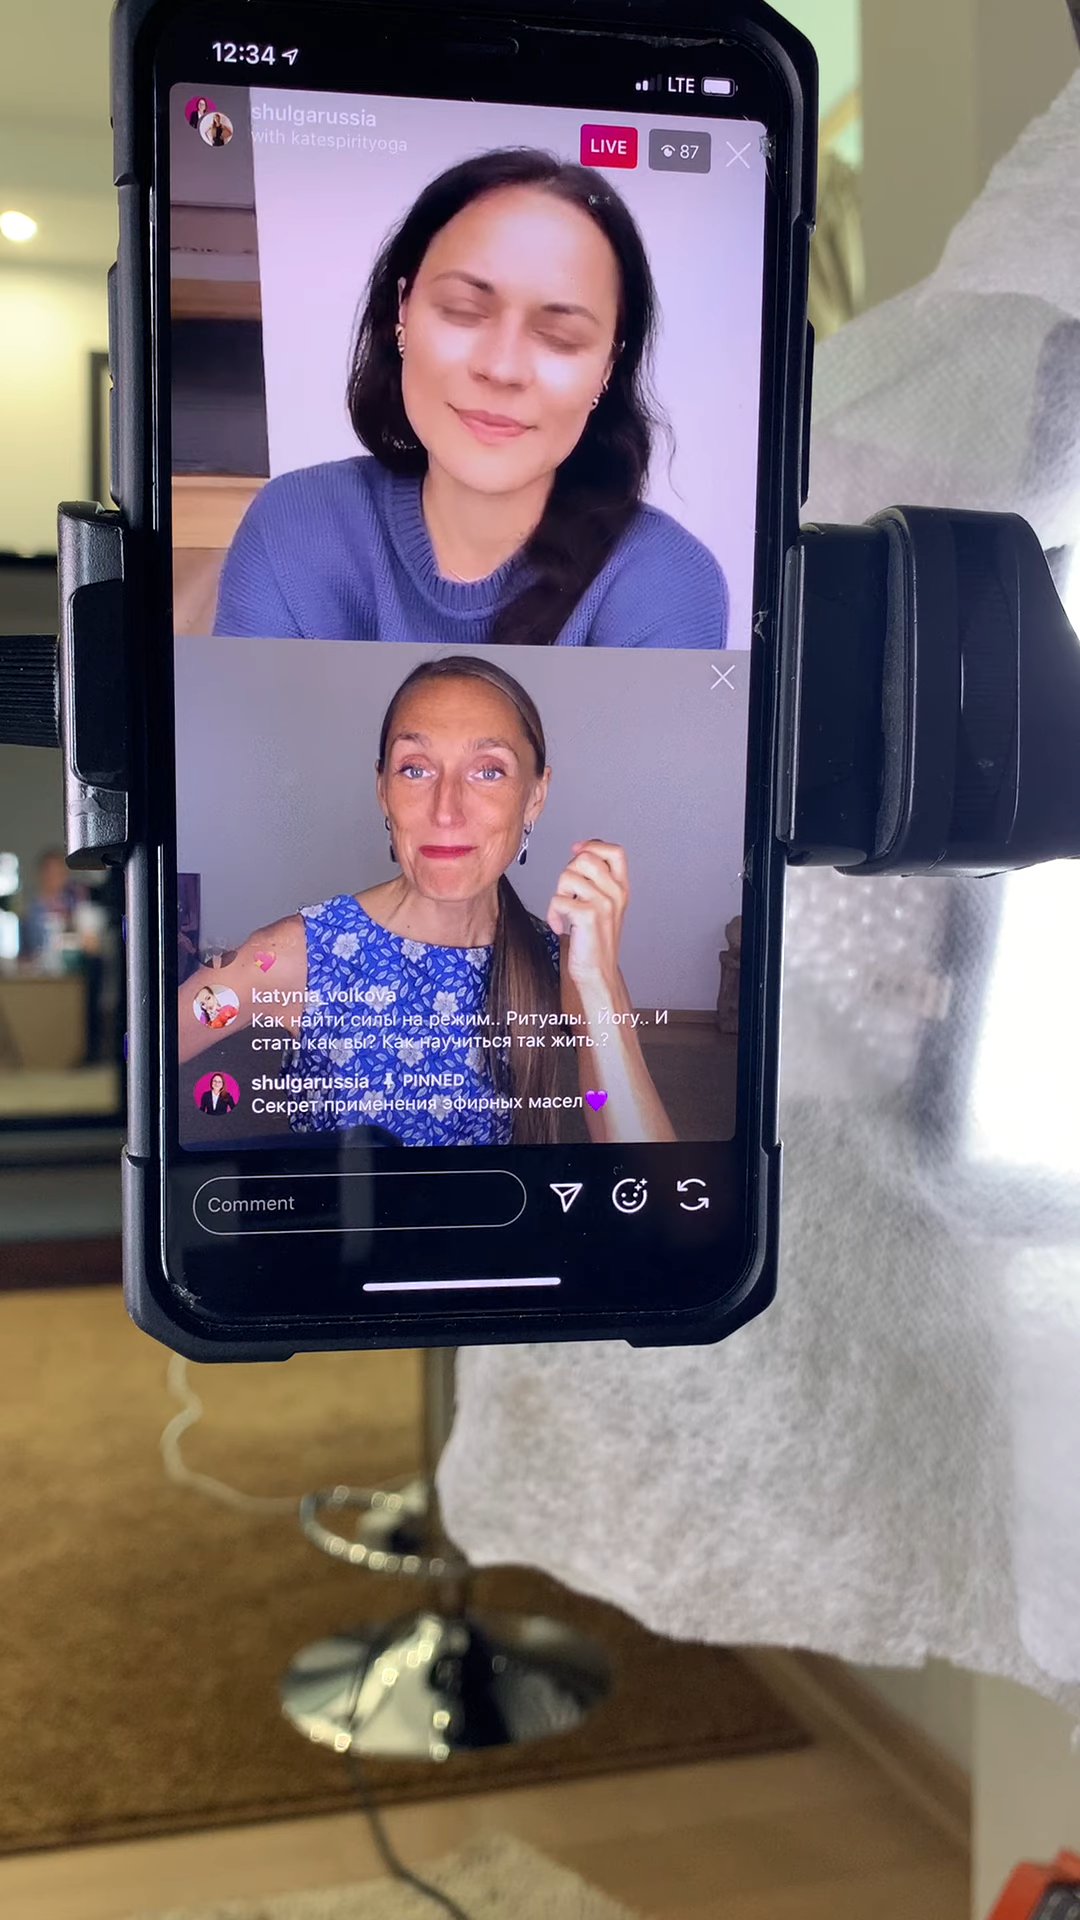 12:34
LTE
shulgarussia
with katespirityoga
LIVE
87
katynia_volkova
Как найти силы на режим.. Ритуалы.. Йогу.. И
стать как вы? Как научиться так жить.?
shulgarussia PINNED
Секрет применения эфирных масел💜
Comment